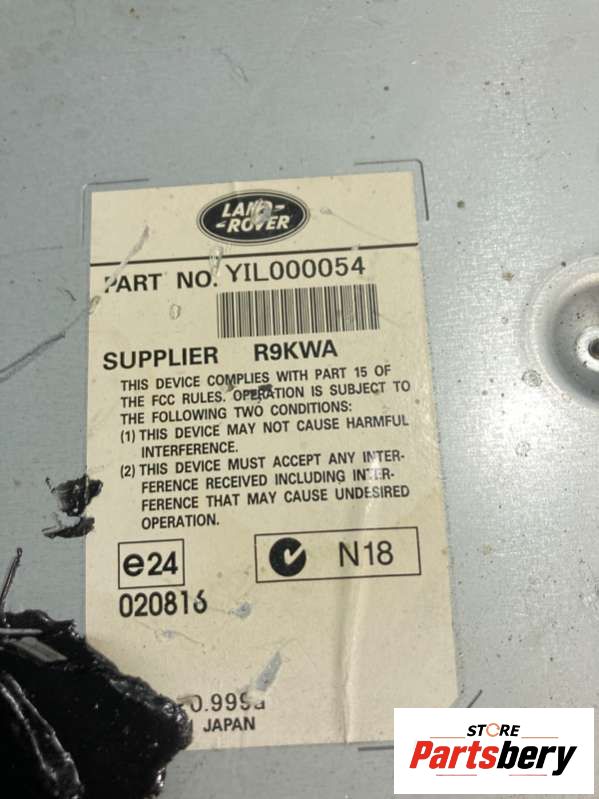 LAND-
-ROVER
PART NO. YIL000054
SUPPLIER R9KWA
THIS DEVICE COMPLIES WITH PART 15 OF
THE FCC RULES. OPERATION IS SUBJECT TO
THE FOLLOWING TWO CONDITIONS:
(1) THIS DEVICE MAY NOT CAUSE HARMFUL
INTERFERENCE.
(2) THIS DEVICE MUST ACCEPT ANY INTER-
FERENCE RECEIVED INCLUDING INTER-
FERENCE THAT MAY CAUSE UNDESIRED
OPERATION.
e24 N18
020816
JAPAN
STORE
Partsbery